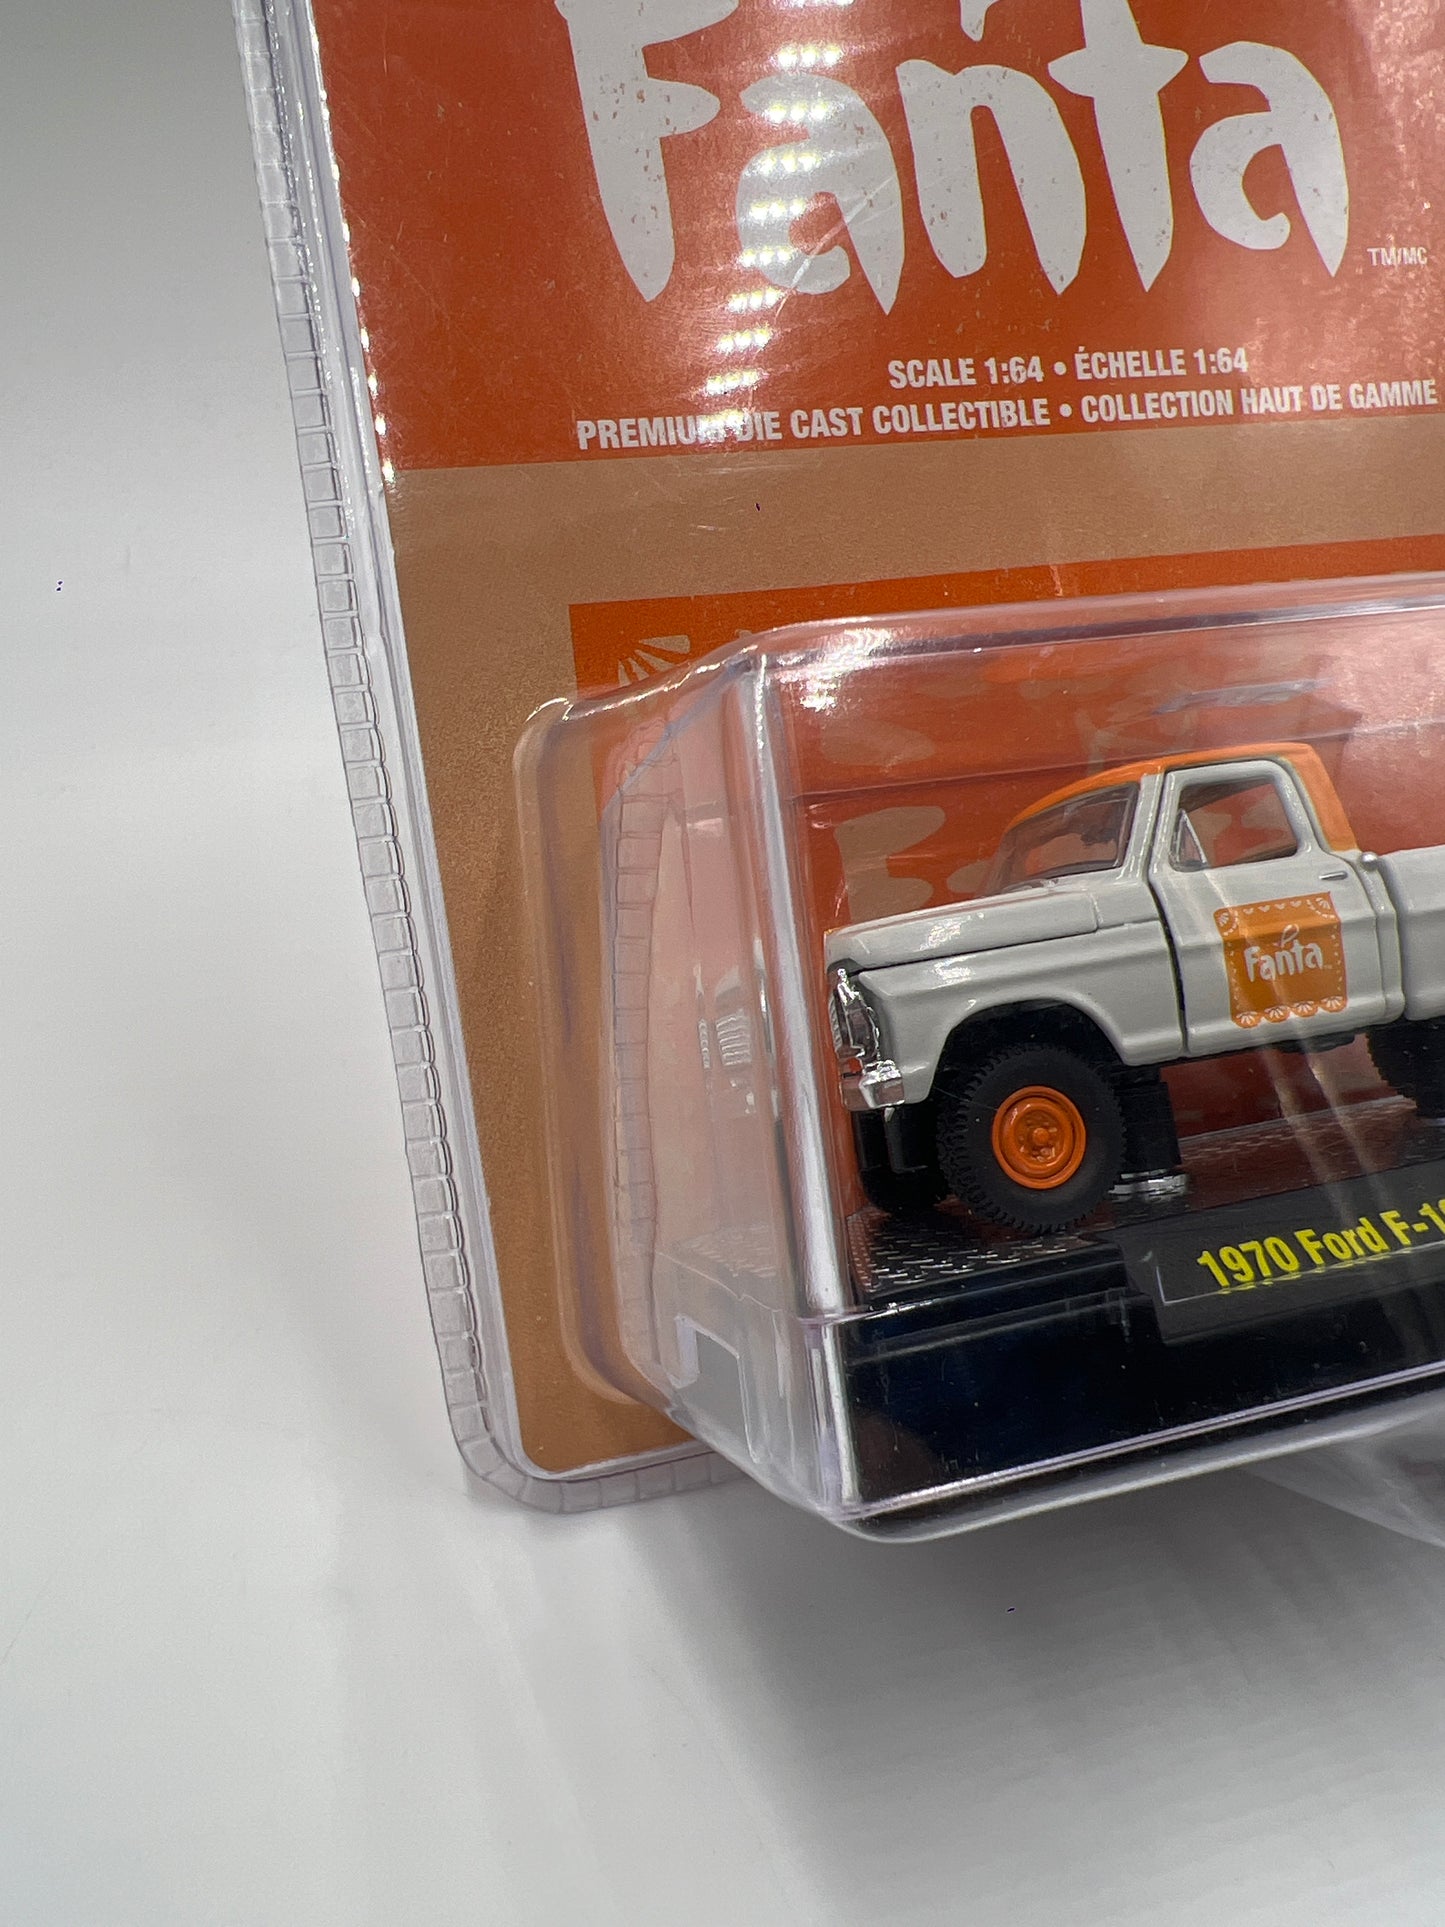 Fanta
TM/MC
SCALE 1:64 • ÉCHELLE 1:64
PREMIUM DIE CAST COLLECTIBLE • COLLECTION HAUT DE GAMME
Fanta
1970 Ford F-1